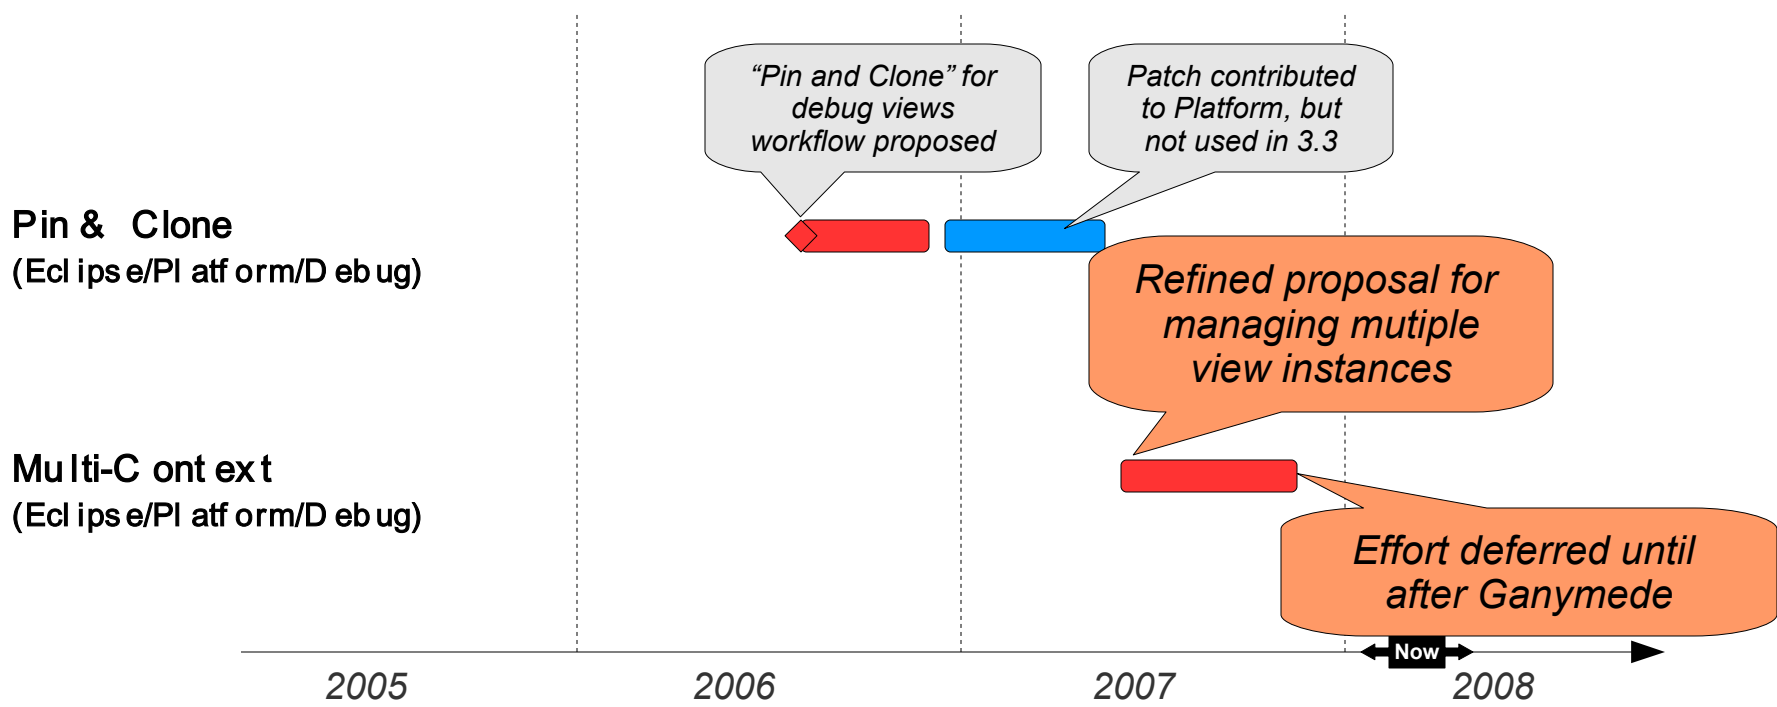 “Pin and Clone” for
debug views
workflow proposed
Patch contributed
to Platform, but
not used in 3.3
Pin & Clone
(Eclipse/Platform/Debug)
Refined proposal for
managing mutiple
view instances
Multi-Context
(Eclipse/Platform/Debug)
Effort deferred until
after Ganymede
Now
2005
2006
2007
2008